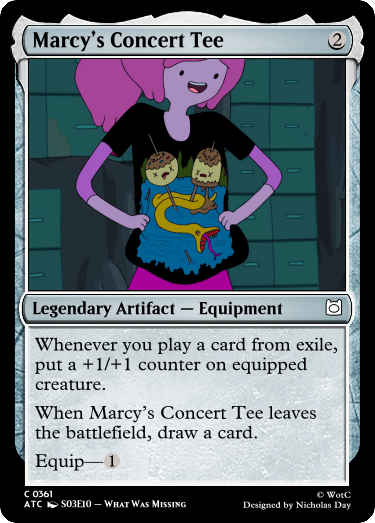 Marcy's Concert Tee 2
Legendary Artifact — Equipment
Whenever you play a card from exile,
put a +1/+1 counter on equipped
creature.
When Marcy's Concert Tee leaves
the battlefield, draw a card.
Equip—1
C 0361
© WotC
ATC S03E10 — What Was Missing
Designed by Nicholas Day